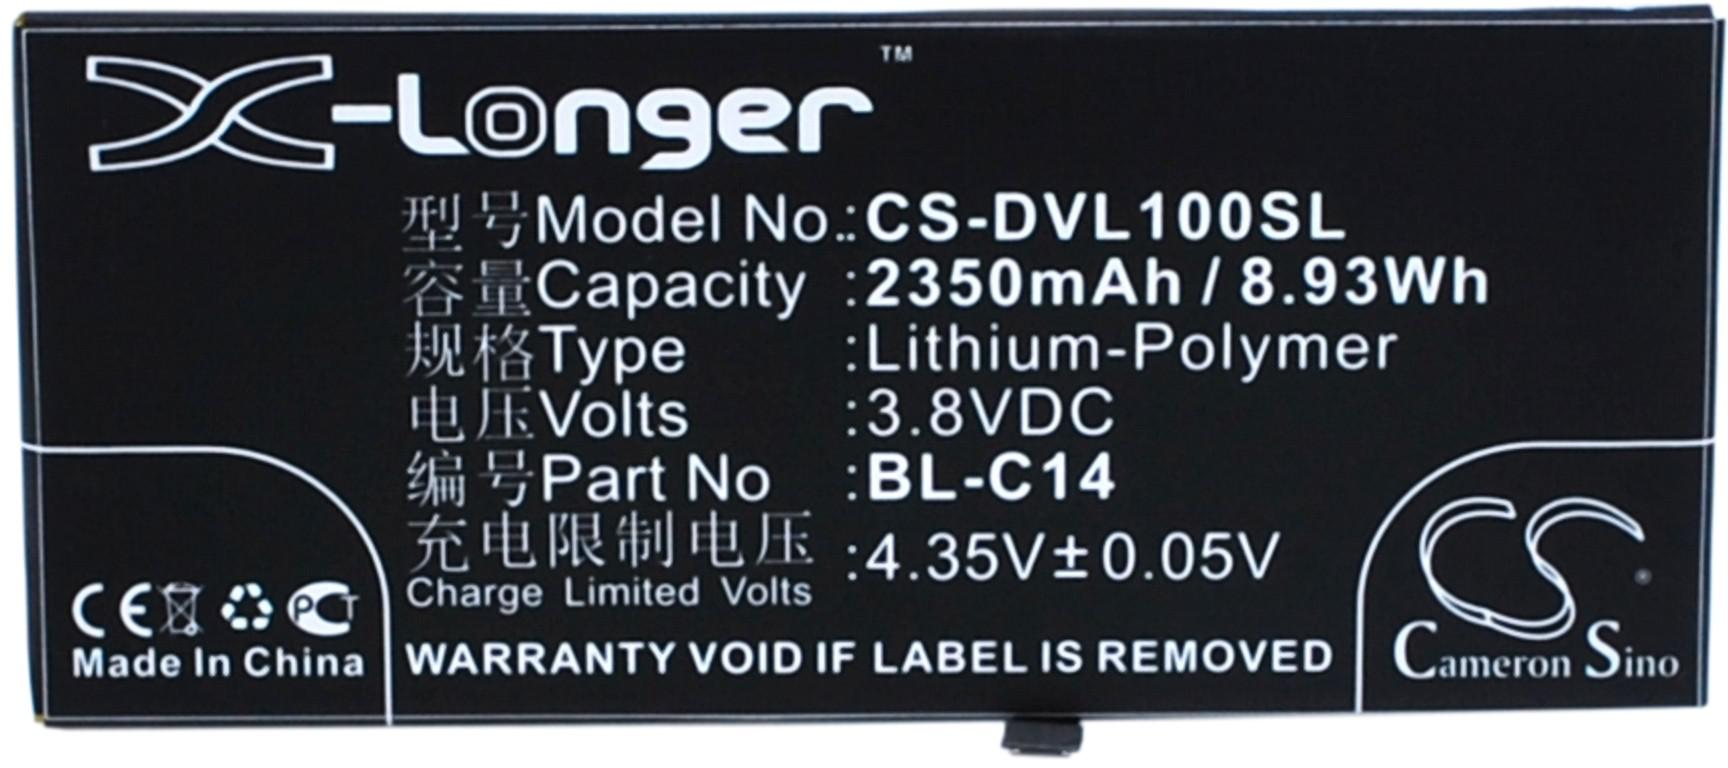 X-Longer™
型号Model No.:CS-DVL100SL
容量Capacity :2350mAh / 8.93Wh
规格Type :Lithium-Polymer
电压Volts :3.8VDC
编号Part No :BL-C14
充电限制电压 :4.35V±0.05V
Charge Limited Volts
WARRANTY VOID IF LABEL IS REMOVED
CE PCT
Made In China
Cameron Sino